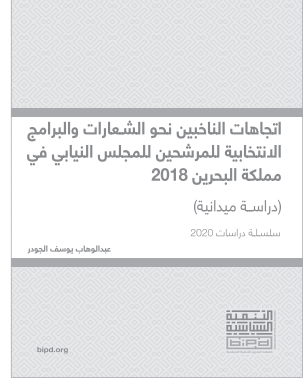 اتجاهات الناخبين نحو الشعارات والبرامج
الانتخابية للمرشحين للمجلس النيابي في
مملكة البحرين 2018
(دراسة ميدانية)
سلسلة دراسات 2020
عبدالوهاب يوسف الجودر
التنمية
السياسية
bipd
bipd.org